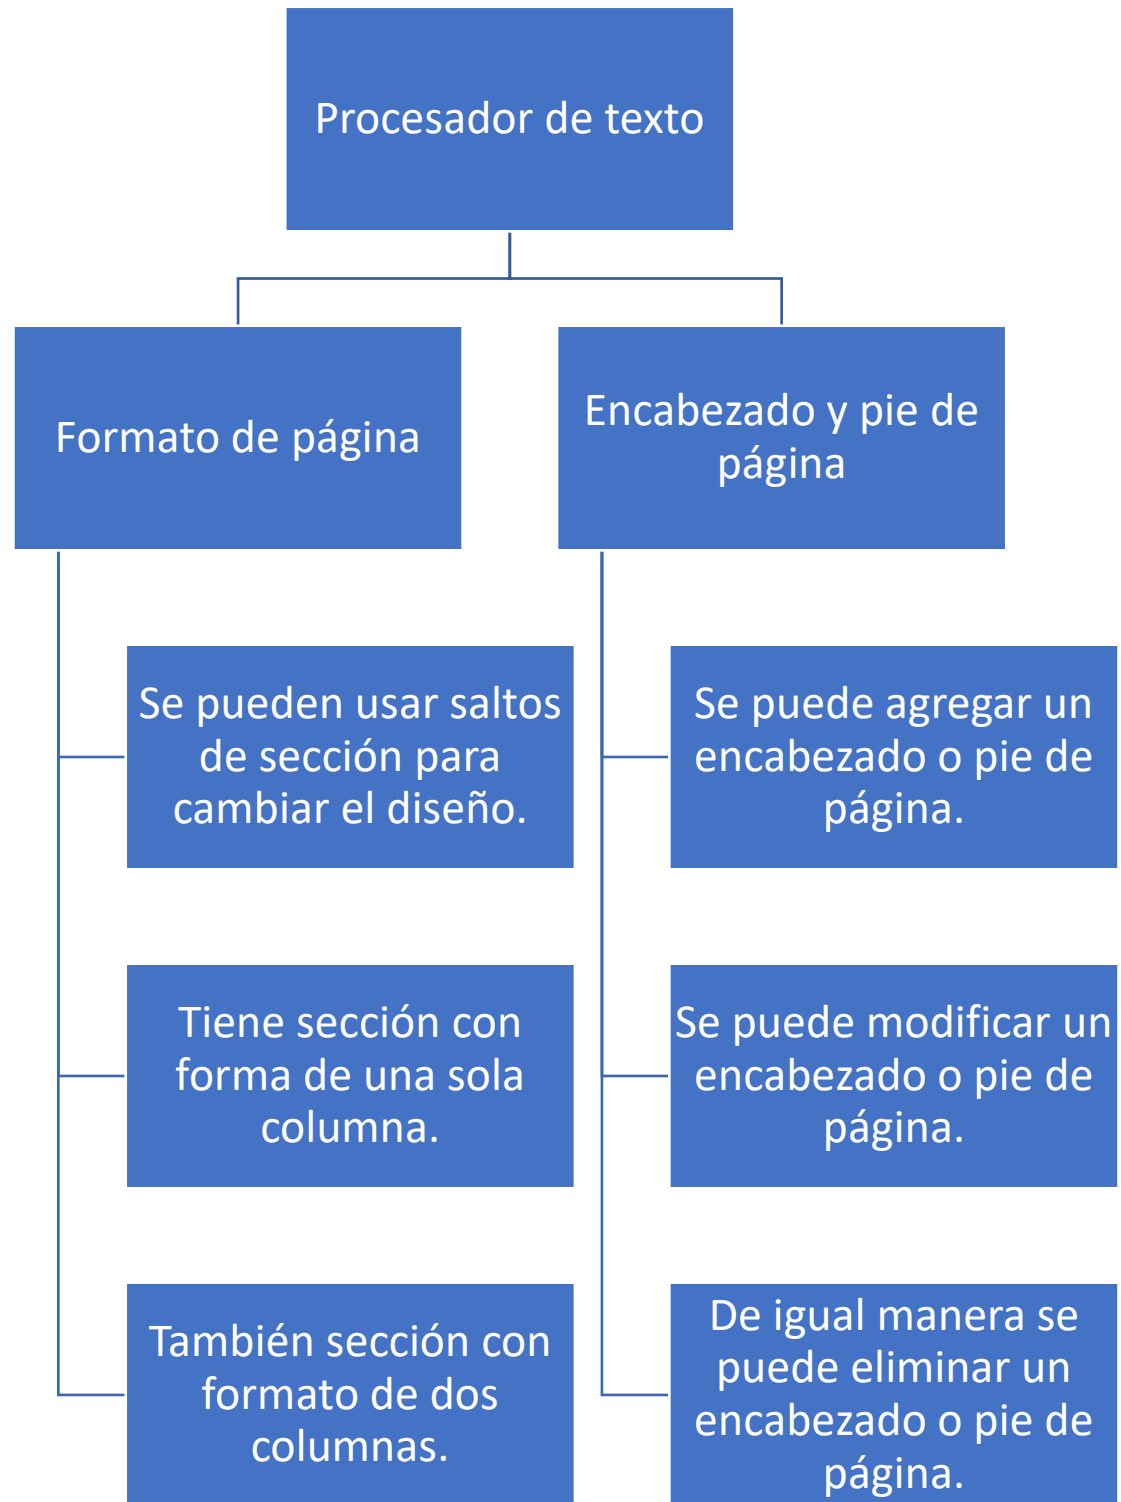 Procesador de texto
Formato de página
Encabezado y pie de
página
Se pueden usar saltos
de sección para
cambiar el diseño.
Tiene sección con
forma de una sola
columna.
También sección con
formato de dos
columnas.
Se puede agregar un
encabezado o pie de
página.
Se puede modificar un
encabezado o pie de
página.
De igual manera se
puede eliminar un
encabezado o pie de
página.